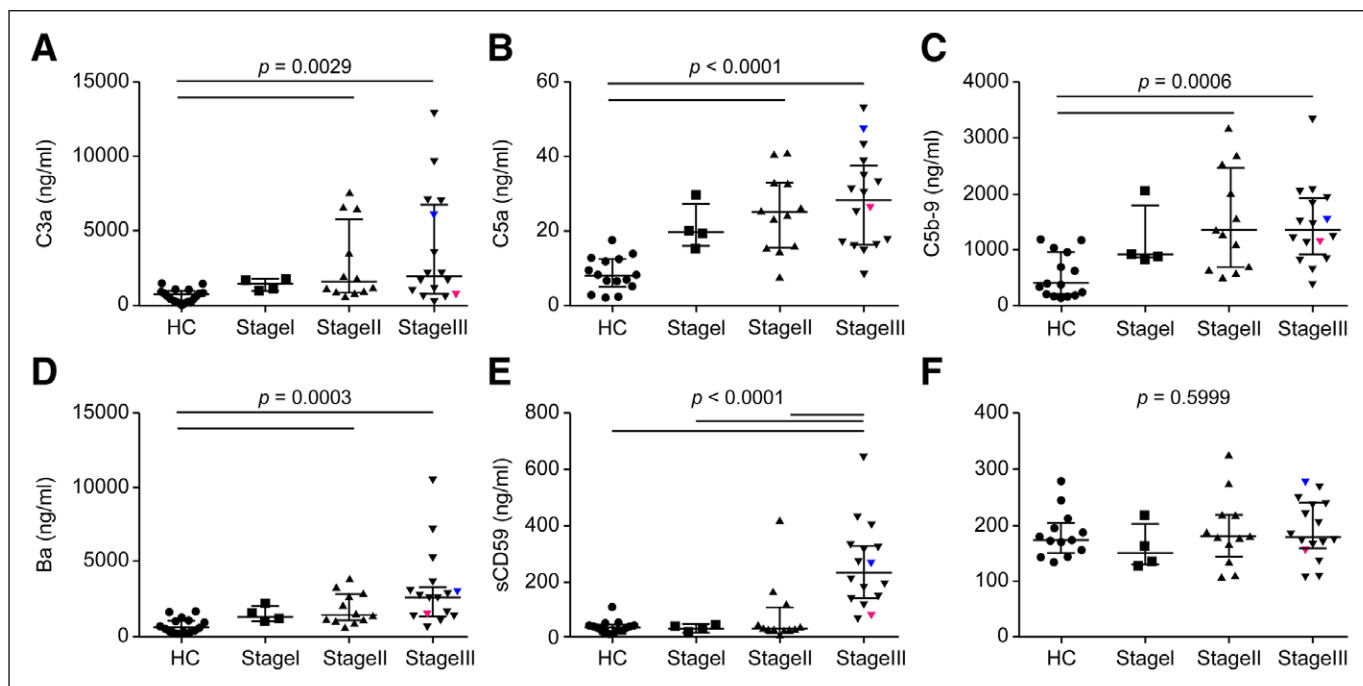 A
p = 0.0029
15000
10000
5000
0
C3a (ng/ml)
HC StageI StageII StageIII
B
p < 0.0001
60
40
20
0
C5a (ng/ml)
HC StageI StageII StageIII
C
p = 0.0006
4000
3000
2000
1000
0
C5b-9 (ng/ml)
HC StageI StageII StageIII
D
p = 0.0003
15000
10000
5000
0
Ba (ng/ml)
HC StageI StageII StageIII
E
p < 0.0001
800
600
400
200
0
sCD59 (ng/ml)
HC StageI StageII StageIII
F
p = 0.5999
400
300
200
100
0
HC StageI StageII StageIII